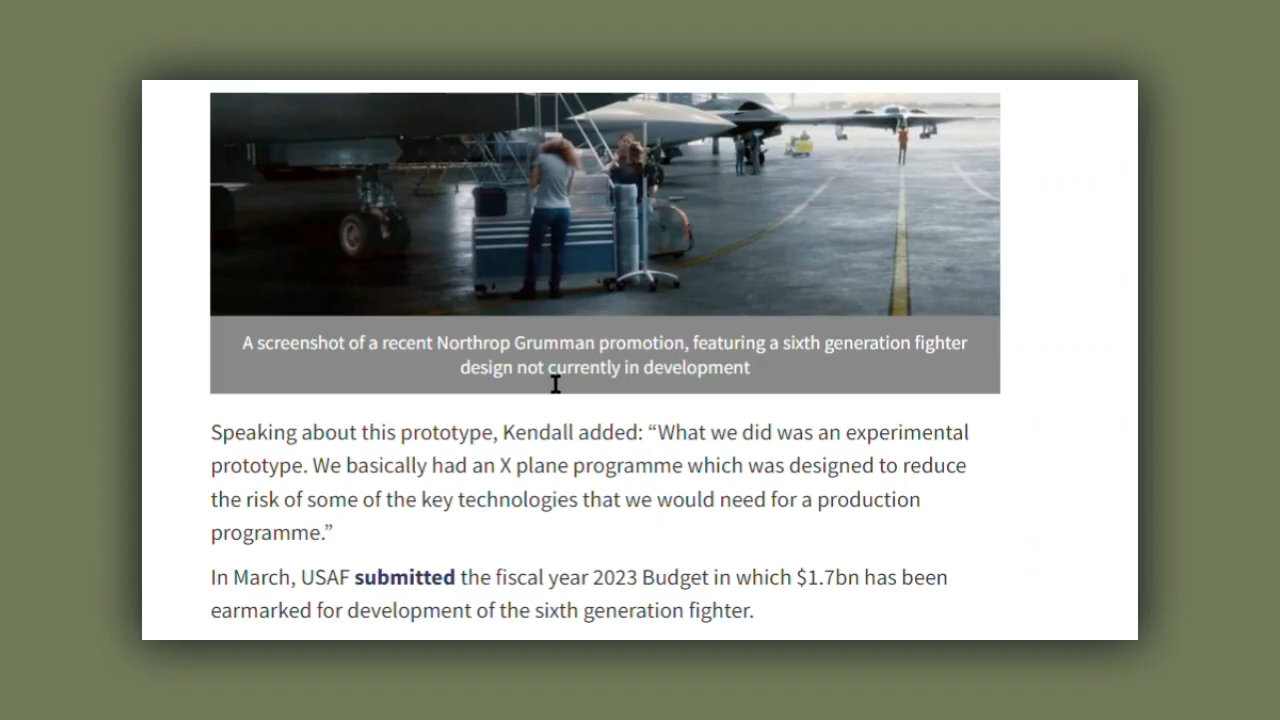 A screenshot of a recent Northrop Grumman promotion, featuring a sixth generation fighter
design not currently in development
Speaking about this prototype, Kendall added: “What we did was an experimental
prototype. We basically had an X plane programme which was designed to reduce
the risk of some of the key technologies that we would need for a production
programme.”
In March, USAF submitted the fiscal year 2023 Budget in which $1.7bn has been
earmarked for development of the sixth generation fighter.